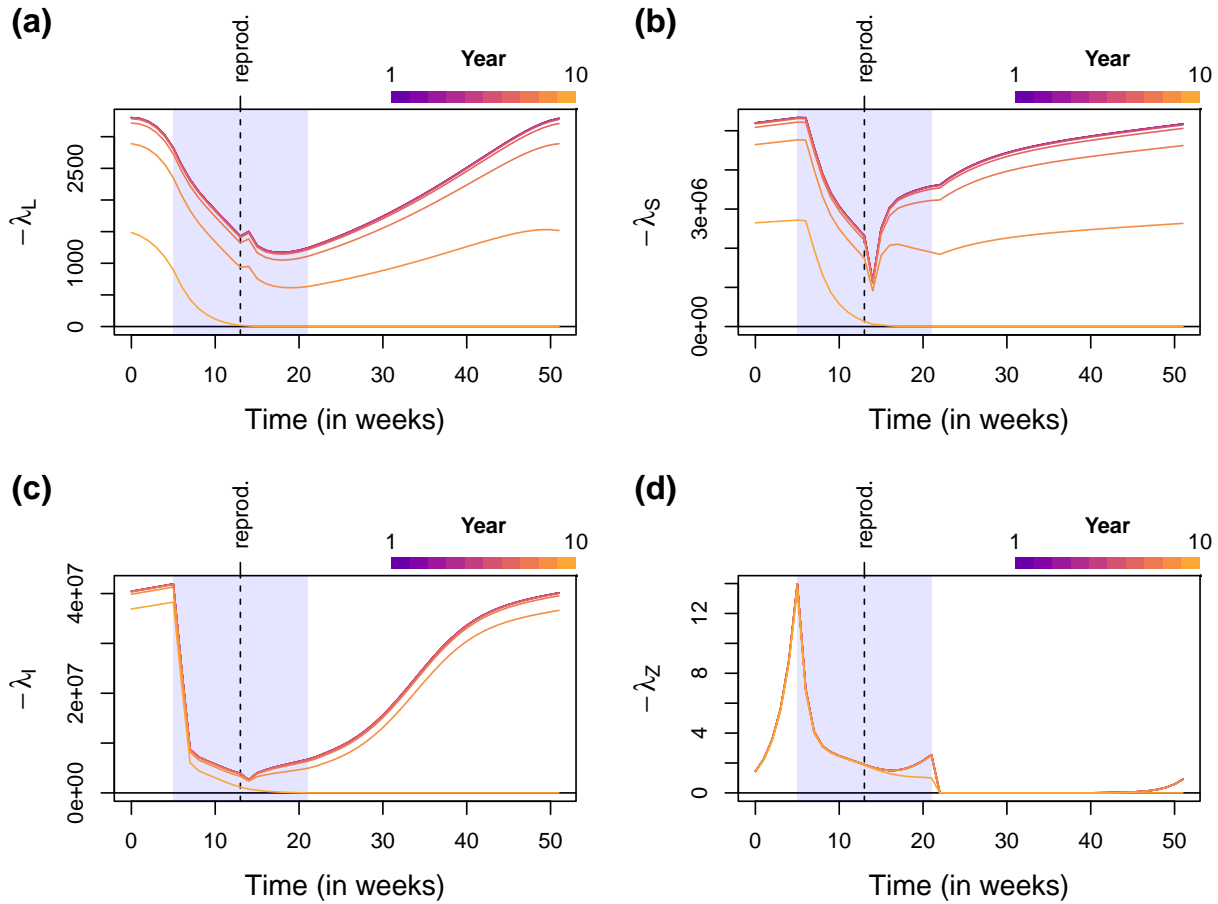 (a)
reprod.
Year
1 10
−λL
0 1000 2500
0 10 20 30 40 50
Time (in weeks)
(b)
reprod.
Year
1 10
−λS
0e+00 3e+06
0 10 20 30 40 50
Time (in weeks)
(c)
reprod.
Year
1 10
−λI
0e+00 2e+07 4e+07
0 10 20 30 40 50
Time (in weeks)
(d)
reprod.
Year
1 10
−λZ
0 4 8 12
0 10 20 30 40 50
Time (in weeks)